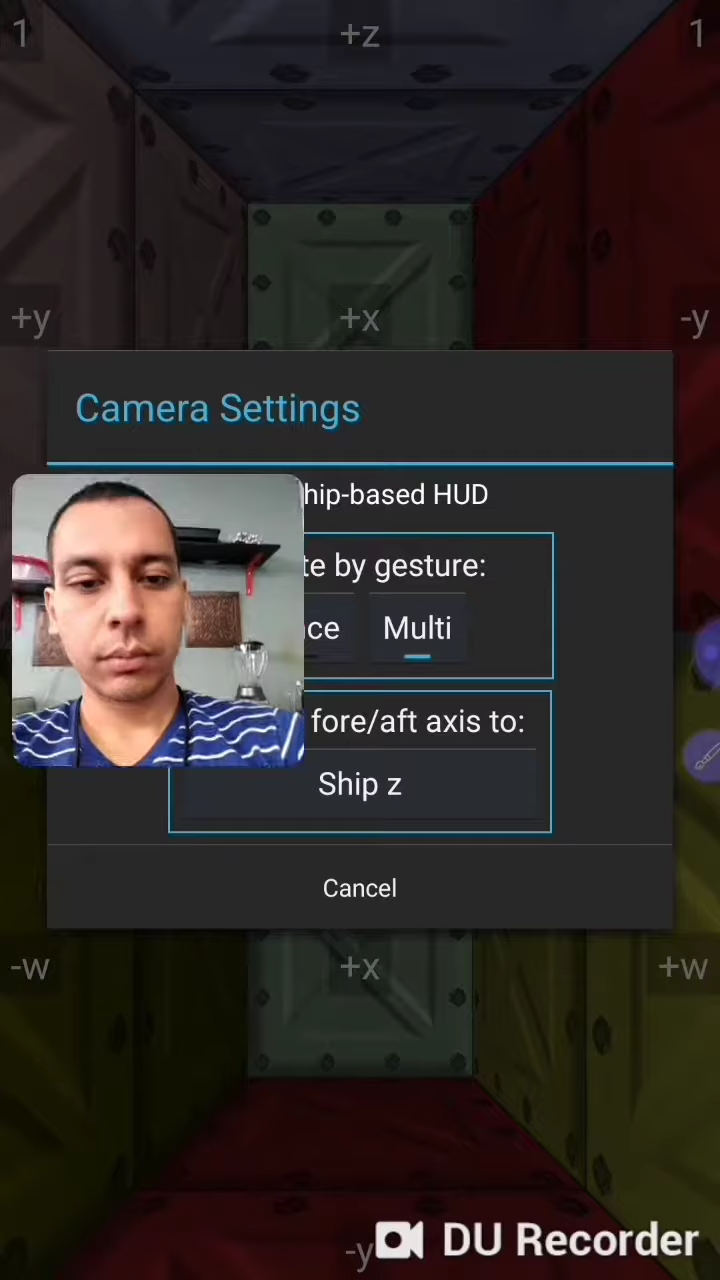 1 +z 1
+y +x -y
Camera Settings
hip-based HUD
te by gesture:
nce Multi
fore/aft axis to:
Ship z
Cancel
-w +x +w
-y
DU Recorder